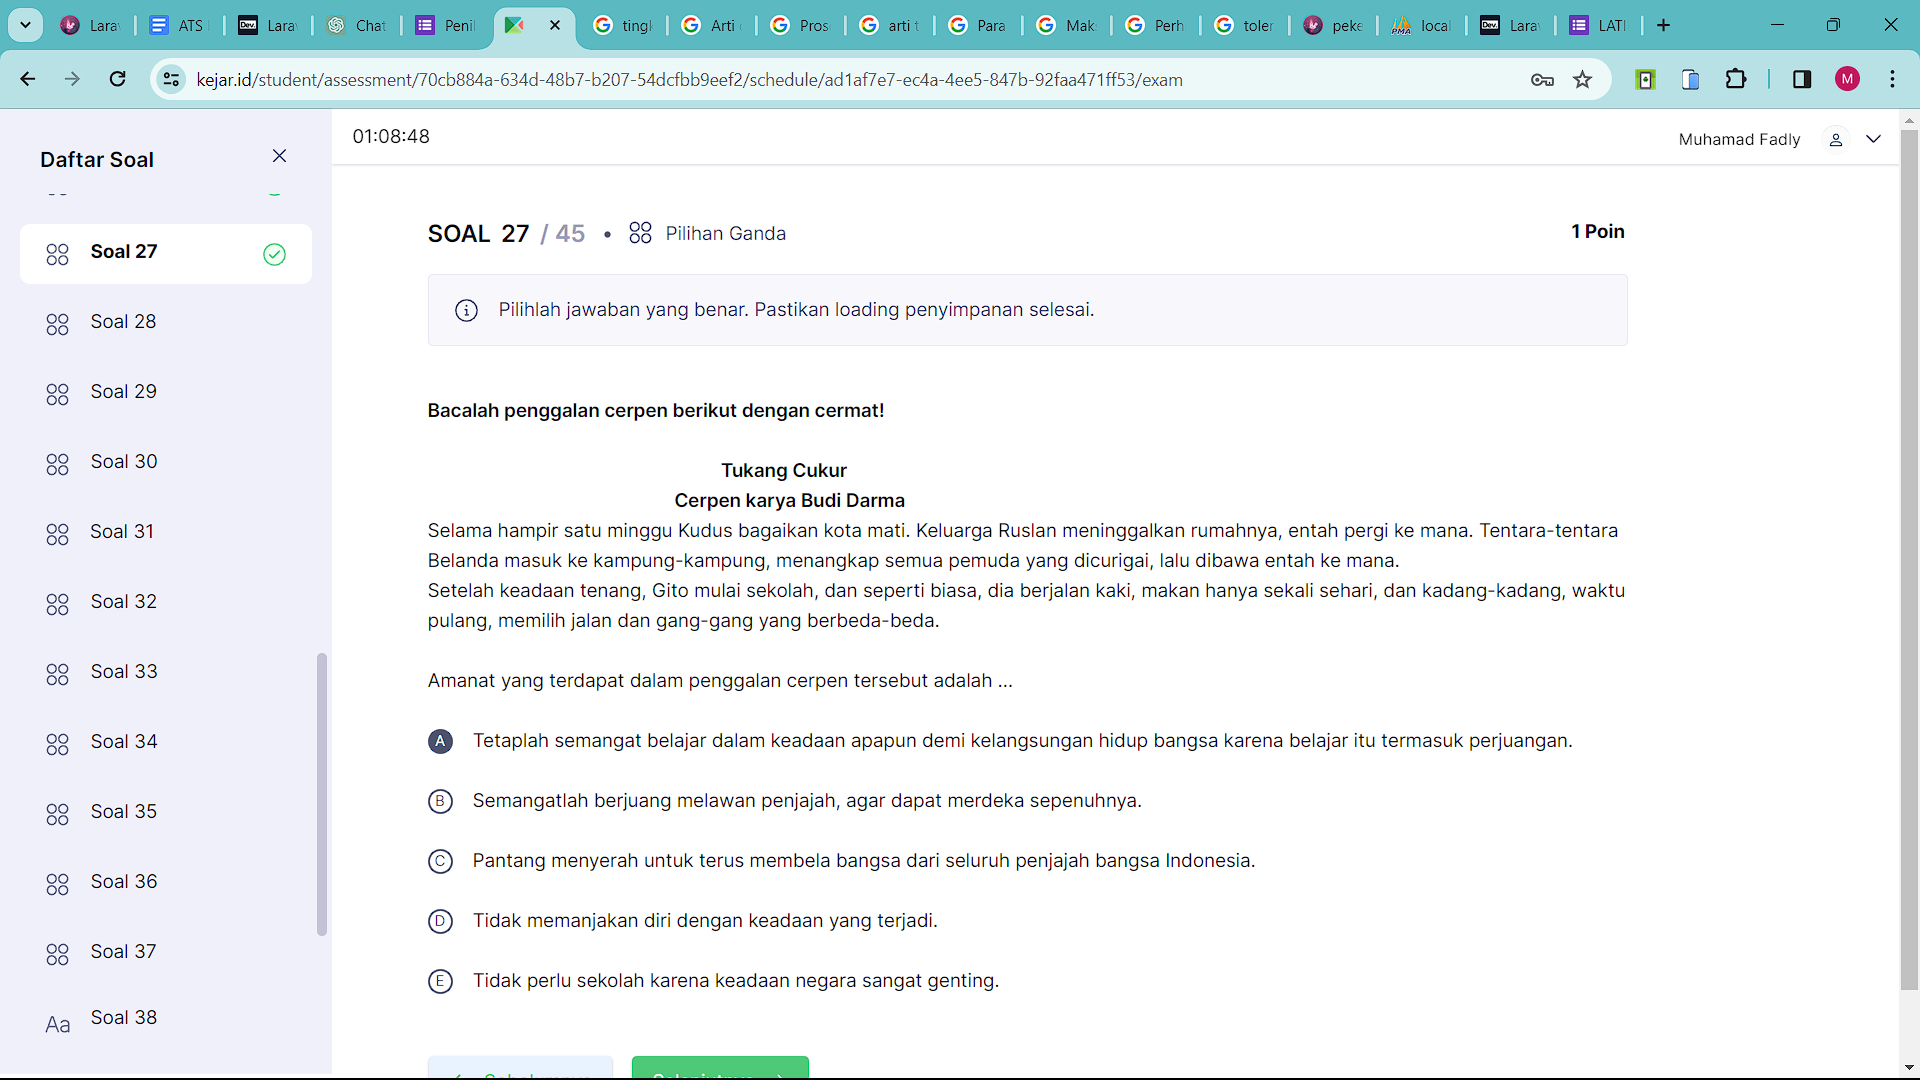 Lara
ATS
Dev.
Lara
Chat
Penil
tingk
Arti
Pros
arti t
Para
Mak
Perh
toler
peke
PMA
local
Dev.
Lara
LATI
kejar.id/student/assessment/70cb884a-634d-48b7-b207-54dcfbb9eef2/schedule/ad1af7e7-ec4a-4ee5-847b-92faa471ff53/exam
M
Daftar Soal
Soal 27
Soal 28
Soal 29
Soal 30
Soal 31
Soal 32
Soal 33
Soal 34
Soal 35
Soal 36
Soal 37
Aa Soal 38
01:08:48
Muhamad Fadly
SOAL 27 / 45 • Pilihan Ganda
1 Poin
Pilihlah jawaban yang benar. Pastikan loading penyimpanan selesai.
Bacalah penggalan cerpen berikut dengan cermat!
Tukang Cukur
Cerpen karya Budi Darma
Selama hampir satu minggu Kudus bagaikan kota mati. Keluarga Ruslan meninggalkan rumahnya, entah pergi ke mana. Tentara-tentara
Belanda masuk ke kampung-kampung, menangkap semua pemuda yang dicurigai, lalu dibawa entah ke mana.
Setelah keadaan tenang, Gito mulai sekolah, dan seperti biasa, dia berjalan kaki, makan hanya sekali sehari, dan kadang-kadang, waktu
pulang, memilih jalan dan gang-gang yang berbeda-beda.
Amanat yang terdapat dalam penggalan cerpen tersebut adalah ...
A Tetaplah semangat belajar dalam keadaan apapun demi kelangsungan hidup bangsa karena belajar itu termasuk perjuangan.
B Semangatlah berjuang melawan penjajah, agar dapat merdeka sepenuhnya.
C Pantang menyerah untuk terus membela bangsa dari seluruh penjajah bangsa Indonesia.
D Tidak memanjakan diri dengan keadaan yang terjadi.
E Tidak perlu sekolah karena keadaan negara sangat genting.